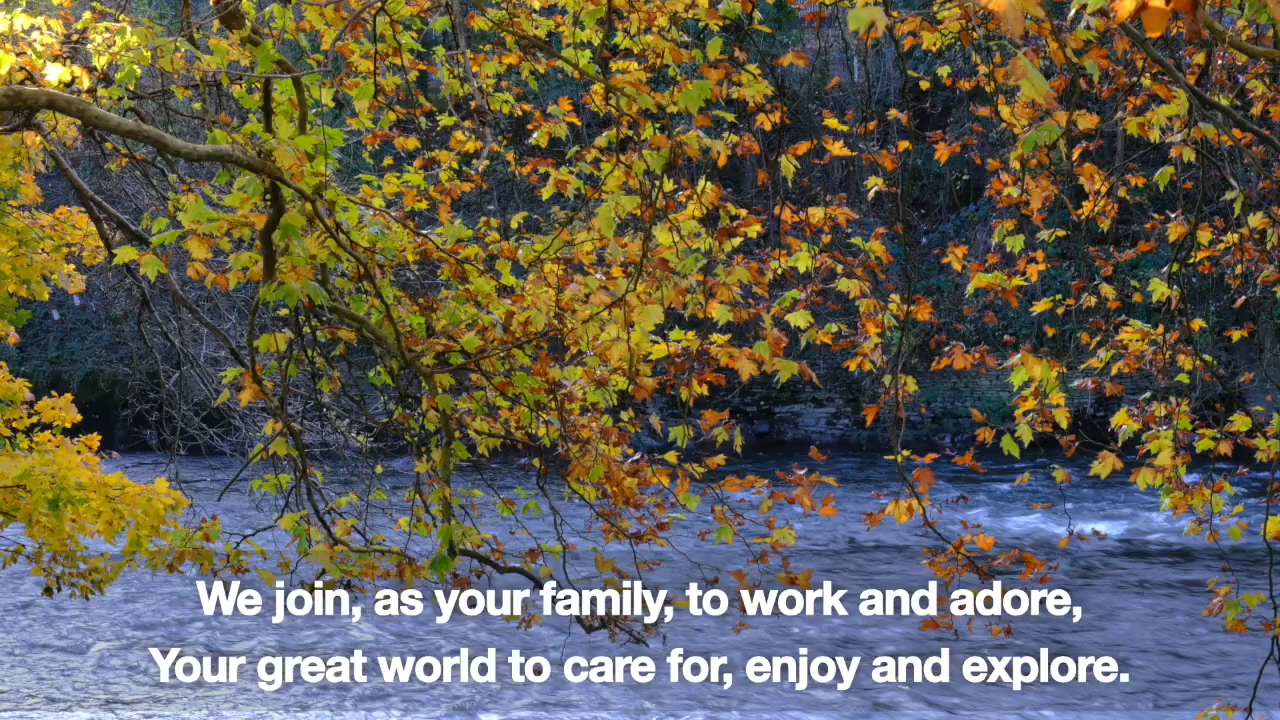 We join, as your family, to work and adore,
Your great world to care for, enjoy and explore.